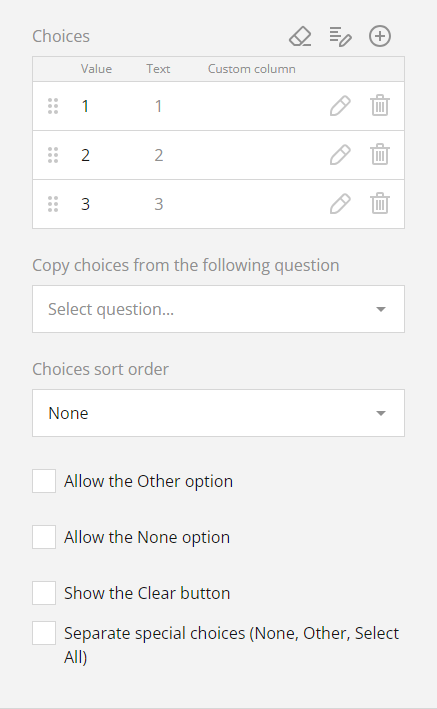 Choices
Value Text Custom column
1 1
2 2
3 3
Copy choices from the following question
Select question...
Choices sort order
None
Allow the Other option
Allow the None option
Show the Clear button
Separate special choices (None, Other, Select
All)